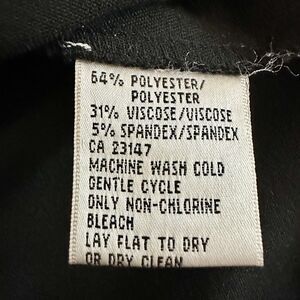 64% POLYESTER/
POLYESTER
31% VISCOSE/VISCOSE
5% SPANDEX/SPANDEX
CA 23147
MACHINE WASH COLD
GENTLE CYCLE
ONLY NON-CHLORINE
BLEACH
LAY FLAT TO DRY
OR DRY CLEAN